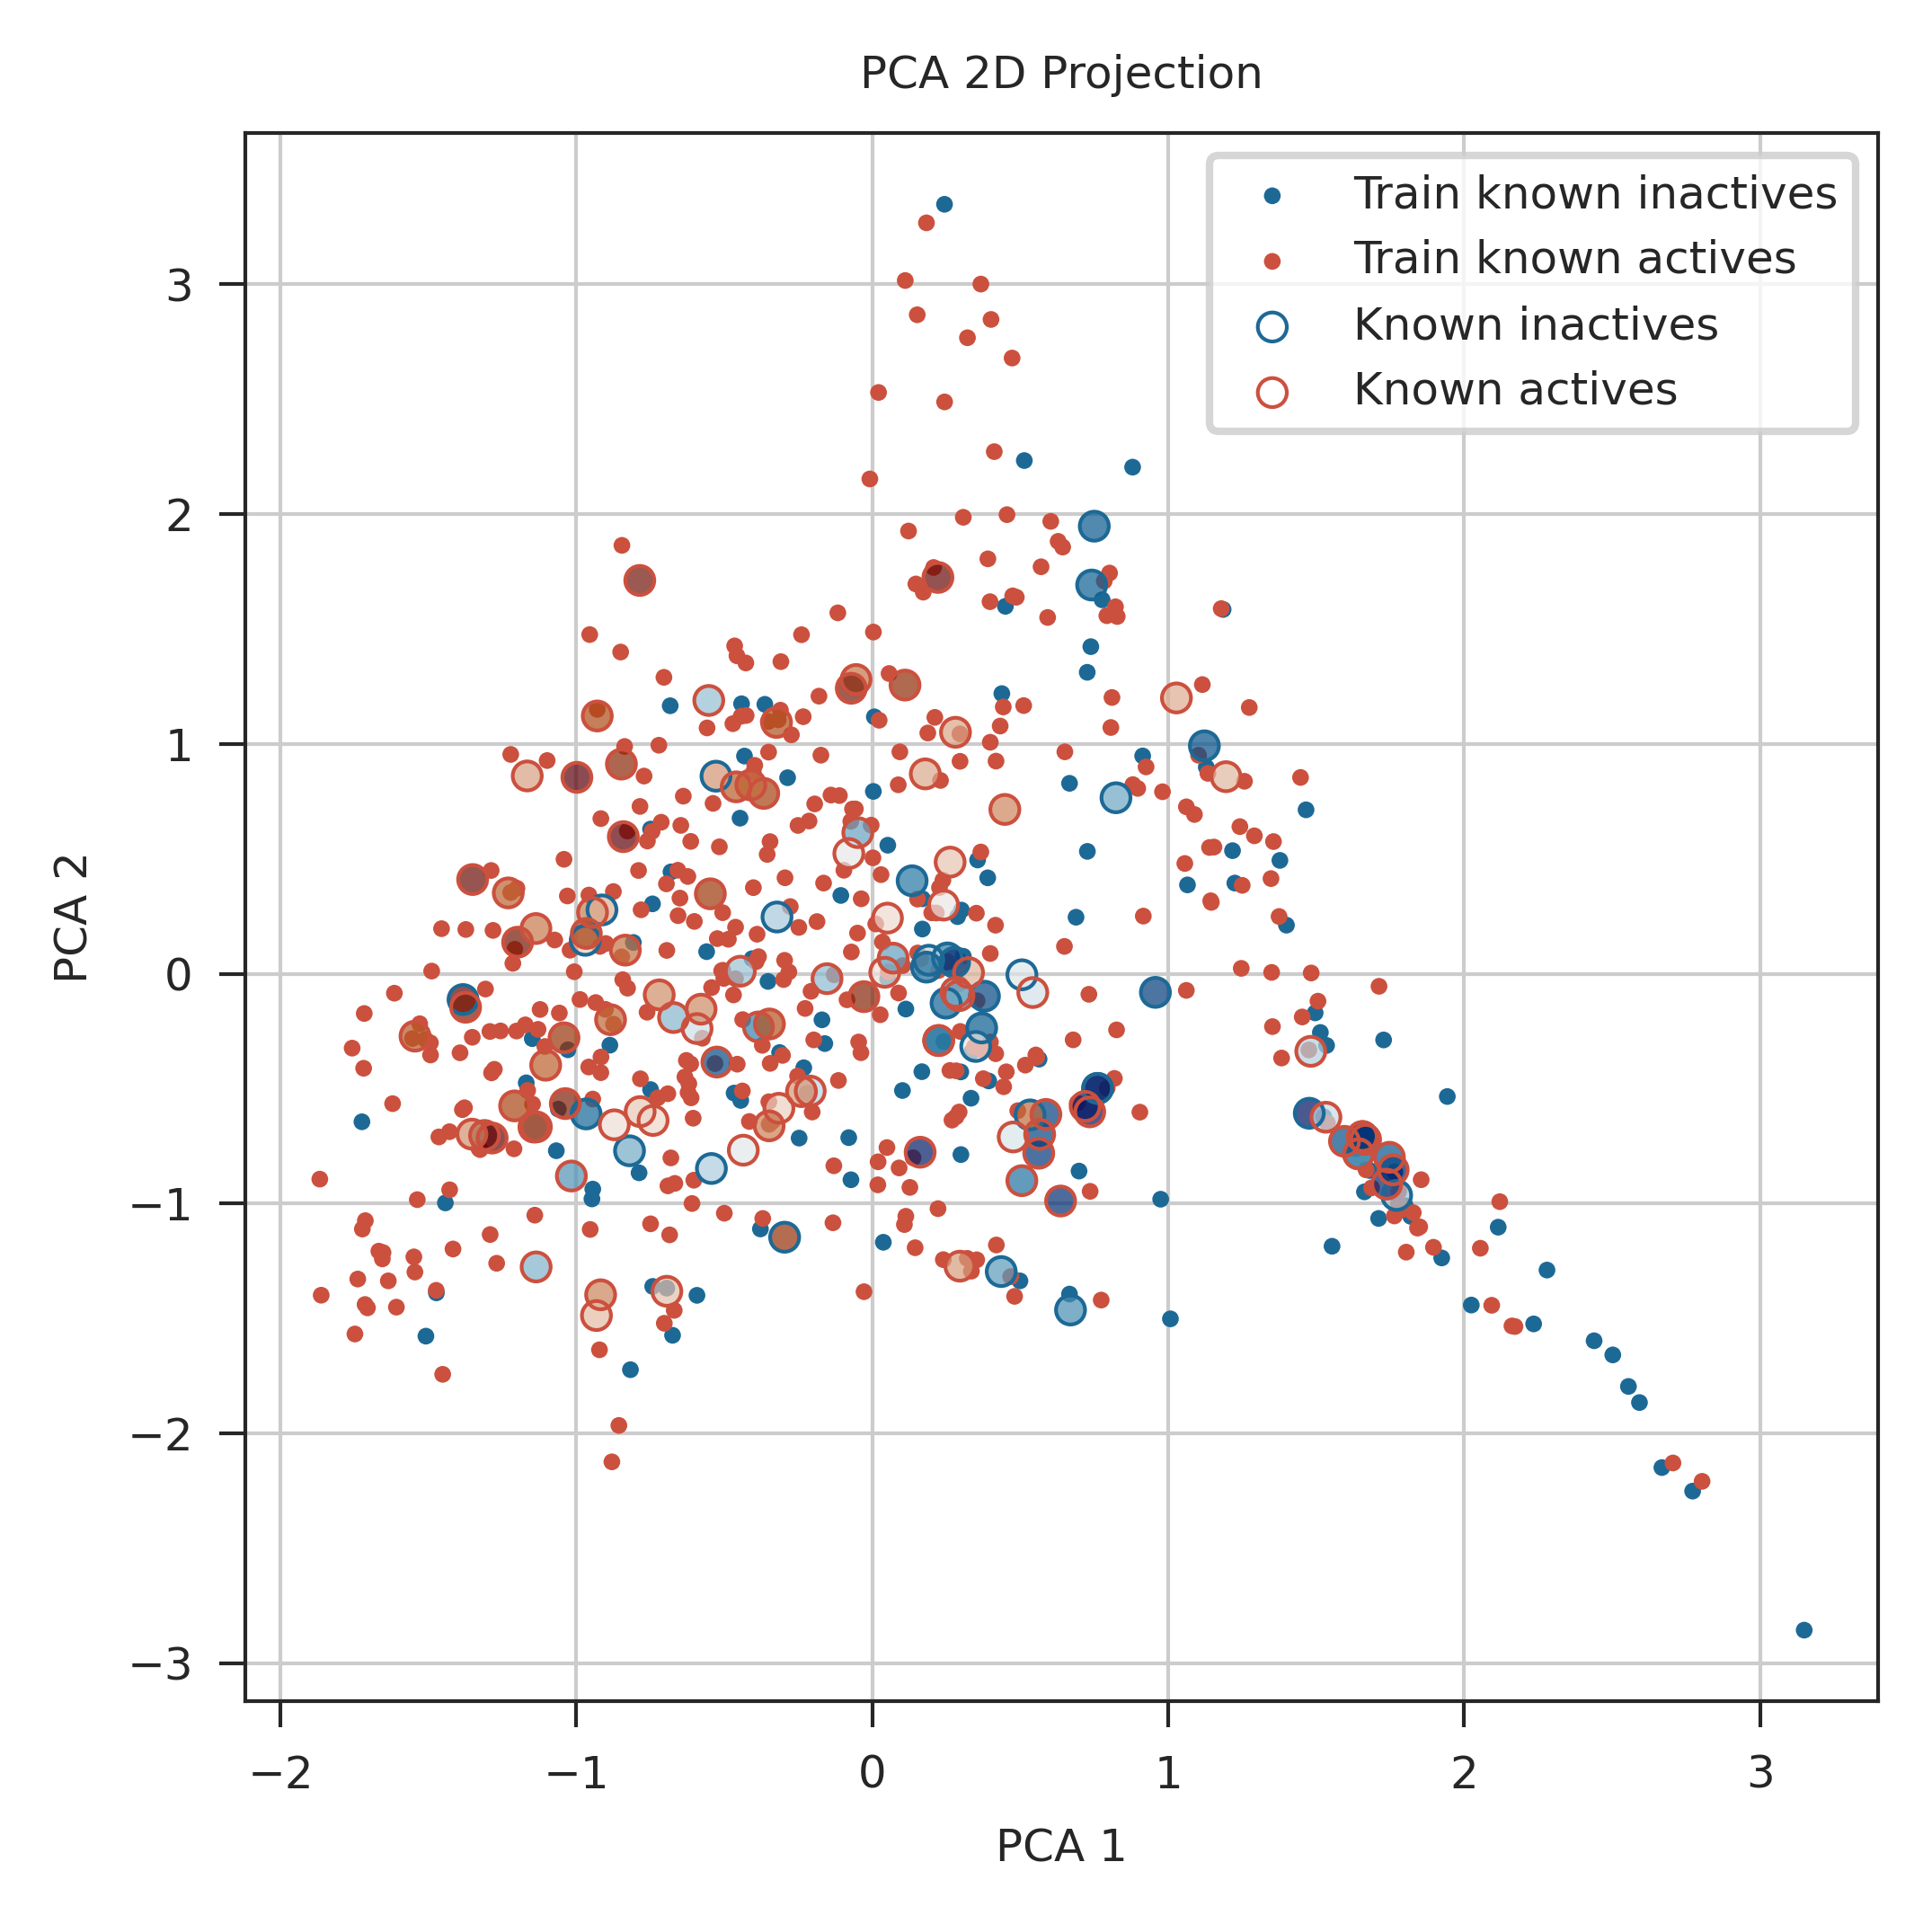 PCA 2D Projection
Train known inactives
Train known actives
Known inactives
Known actives
3
2
1
0
−1
−2
−3
PCA 2
−2
−1
0
1
2
3
PCA 1